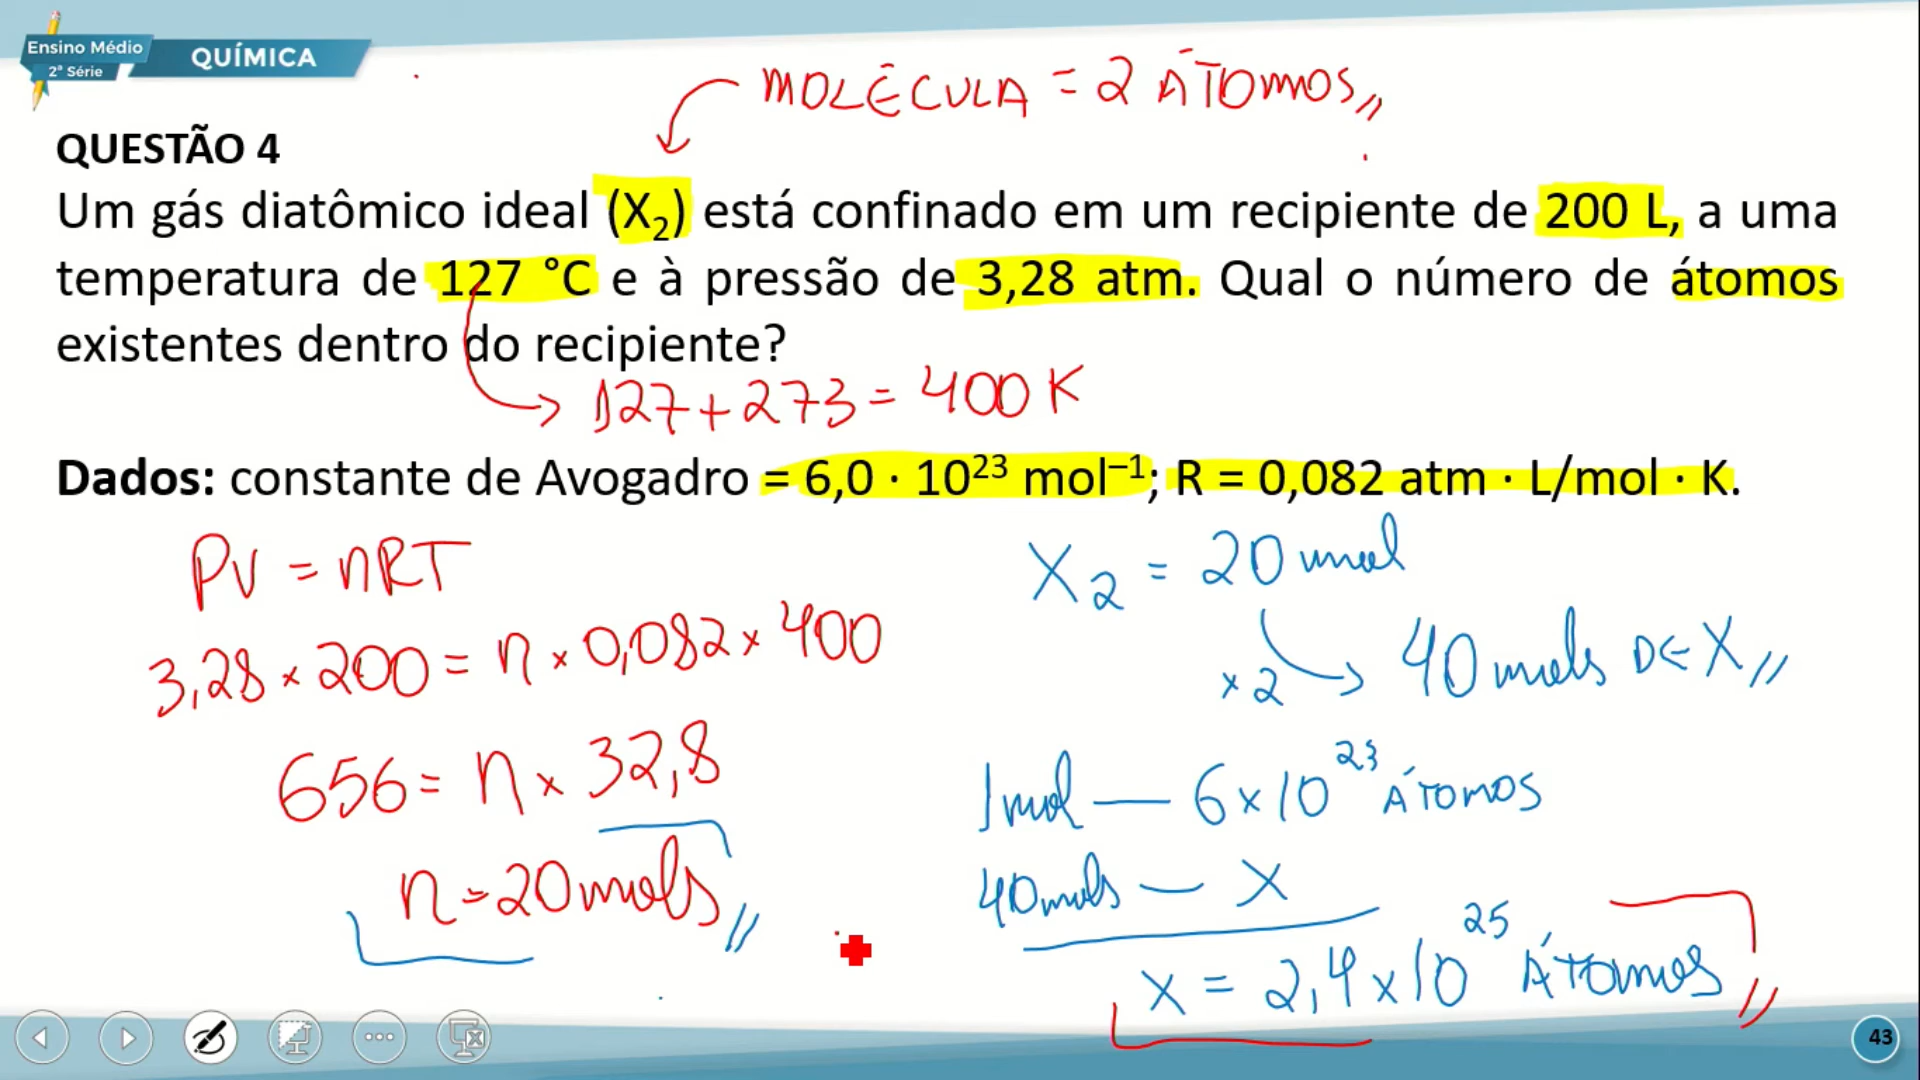 Ensino Médio
2ª Série
QUÍMICA
MOLÉCULA = 2 ÁTOMOS
QUESTÃO 4
Um gás diatômico ideal (X₂) está confinado em um recipiente de 200 L, a uma
temperatura de 127 °C e à pressão de 3,28 atm. Qual o número de átomos
existentes dentro do recipiente?
127 + 273 = 400 K
Dados: constante de Avogadro = 6,0 · 10²³ mol⁻¹; R = 0,082 atm · L/mol · K.
PV = nRT
3,28 × 200 = n × 0,082 × 400
656 = n × 32,8
n = 20 mols
X₂ = 20 mol
×2
40 mols DE X
1 mol — 6 × 10²³ ÁTOMOS
40 mols — X
X = 2,4 × 10²⁵ ÁTOMOS
43